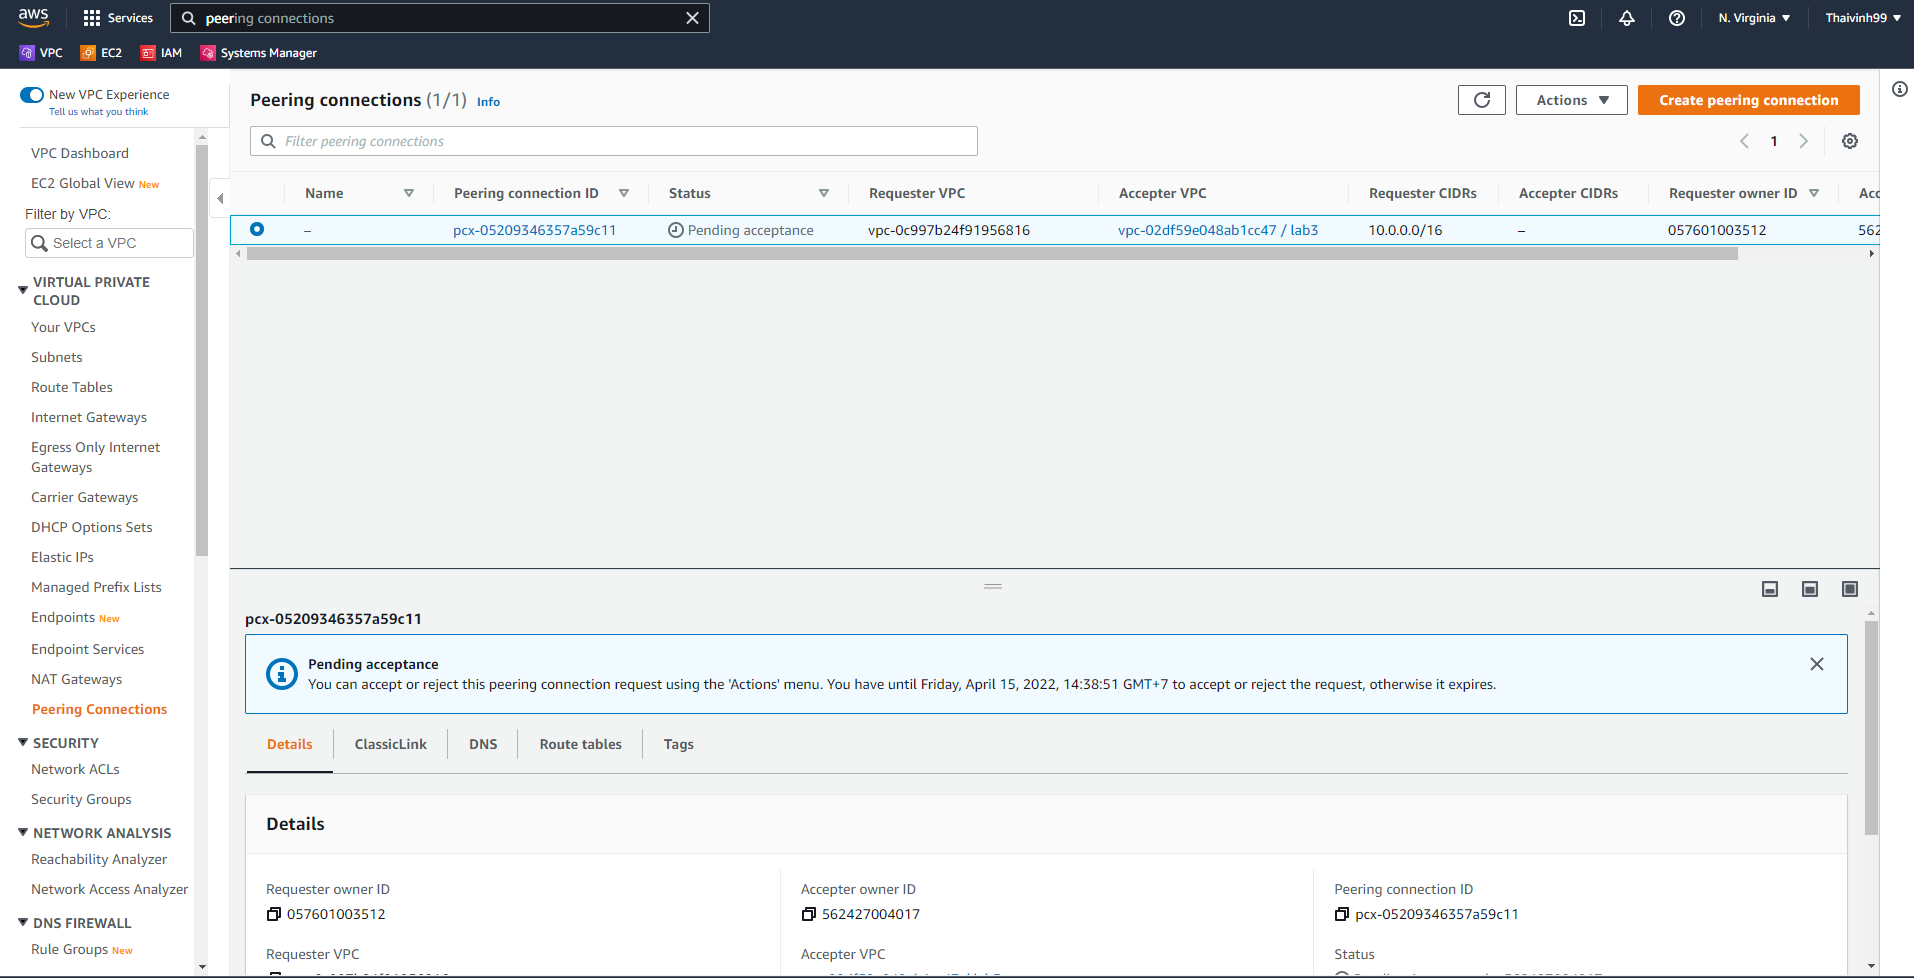 aws
Services
peering connections
N. Virginia
Thaivinh99
VPC
EC2
IAM
Systems Manager
New VPC Experience
Tell us what you think
VPC Dashboard
EC2 Global View New
Filter by VPC:
Select a VPC
VIRTUAL PRIVATE
CLOUD
Your VPCs
Subnets
Route Tables
Internet Gateways
Egress Only Internet
Gateways
Carrier Gateways
DHCP Options Sets
Elastic IPs
Managed Prefix Lists
Endpoints New
Endpoint Services
NAT Gateways
Peering Connections
SECURITY
Network ACLs
Security Groups
NETWORK ANALYSIS
Reachability Analyzer
Network Access Analyzer
DNS FIREWALL
Rule Groups New
Peering connections (1/1) Info
Actions
Create peering connection
Filter peering connections
1
Name Peering connection ID Status Requester VPC Accepter VPC Requester CIDRs Accepter CIDRs Requester owner ID Acc
– pcx-05209346357a59c11 Pending acceptance vpc-0c997b24f91956816 vpc-02df59e048ab1cc47 / lab3 10.0.0.0/16 – 057601003512 562
pcx-05209346357a59c11
Pending acceptance
You can accept or reject this peering connection request using the 'Actions' menu. You have until Friday, April 15, 2022, 14:38:51 GMT+7 to accept or reject the request, otherwise it expires.
Details ClassicLink DNS Route tables Tags
Details
Requester owner ID
057601003512
Accepter owner ID
562427004017
Peering connection ID
pcx-05209346357a59c11
Requester VPC
Accepter VPC
Status